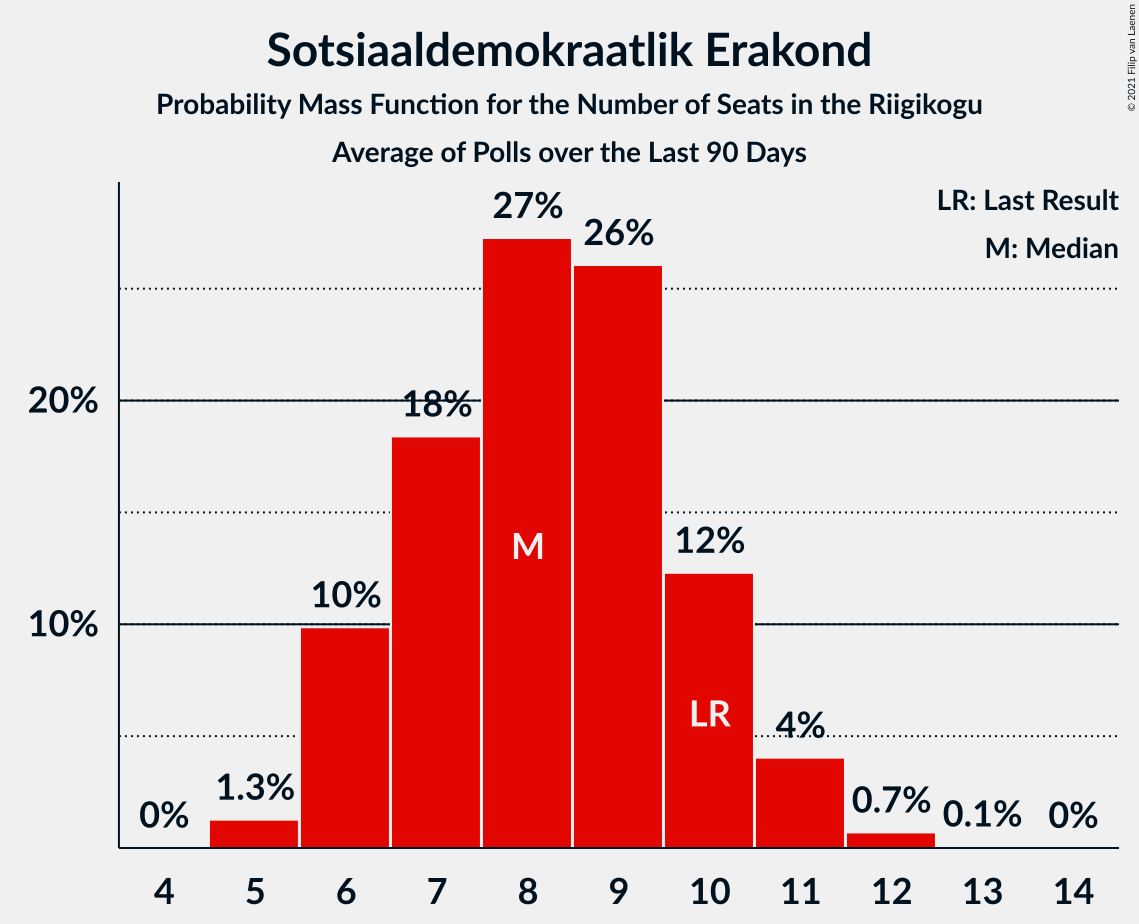 Sotsiaaldemokraatlik Erakond
Probability Mass Function for the Number of Seats in the Riigikogu
Average of Polls over the Last 90 Days
© 2021 Filip van Laenen
LR: Last Result
M: Median
27%
26%
20%
18%
M
12%
10%
10%
LR
4%
1.3%
0.7%
0%
0.1%
0%
4 5 6 7 8 9 10 11 12 13 14